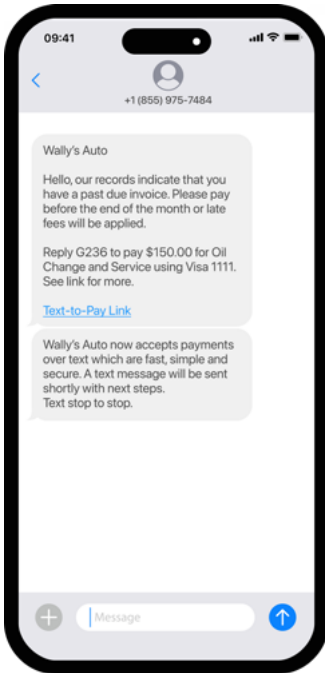 09:41
+1 (855) 975-7484
Wally's Auto
Hello, our records indicate that you
have a past due invoice. Please pay
before the end of the month or late
fees will be applied.
Reply G236 to pay $150.00 for Oil
Change and Service using Visa 1111.
See link for more.
Text-to-Pay Link
Wally's Auto now accepts payments
over text which are fast, simple and
secure. A text message will be sent
shortly with next steps.
Text stop to stop.
Message